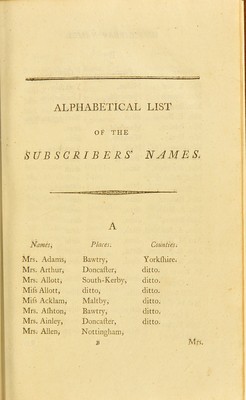 ALPHABETICAL LIST
OF THE
SUBSCRIBERS' NAMES.
A
Names, Places. Counties.
Mrs. Adams, Bawtry, Yorkſhire.
Mrs. Arthur, Doncaſter, ditto.
Mrs. Allott, South-Kerby, ditto.
Miſs Allott, ditto, ditto.
Miſs Acklam, Maltby, ditto.
Mrs. Aſhton, Bawtry, ditto.
Mrs. Ainley, Doncaſter, ditto.
Mrs. Allen, Nottingham,
B Mrs.